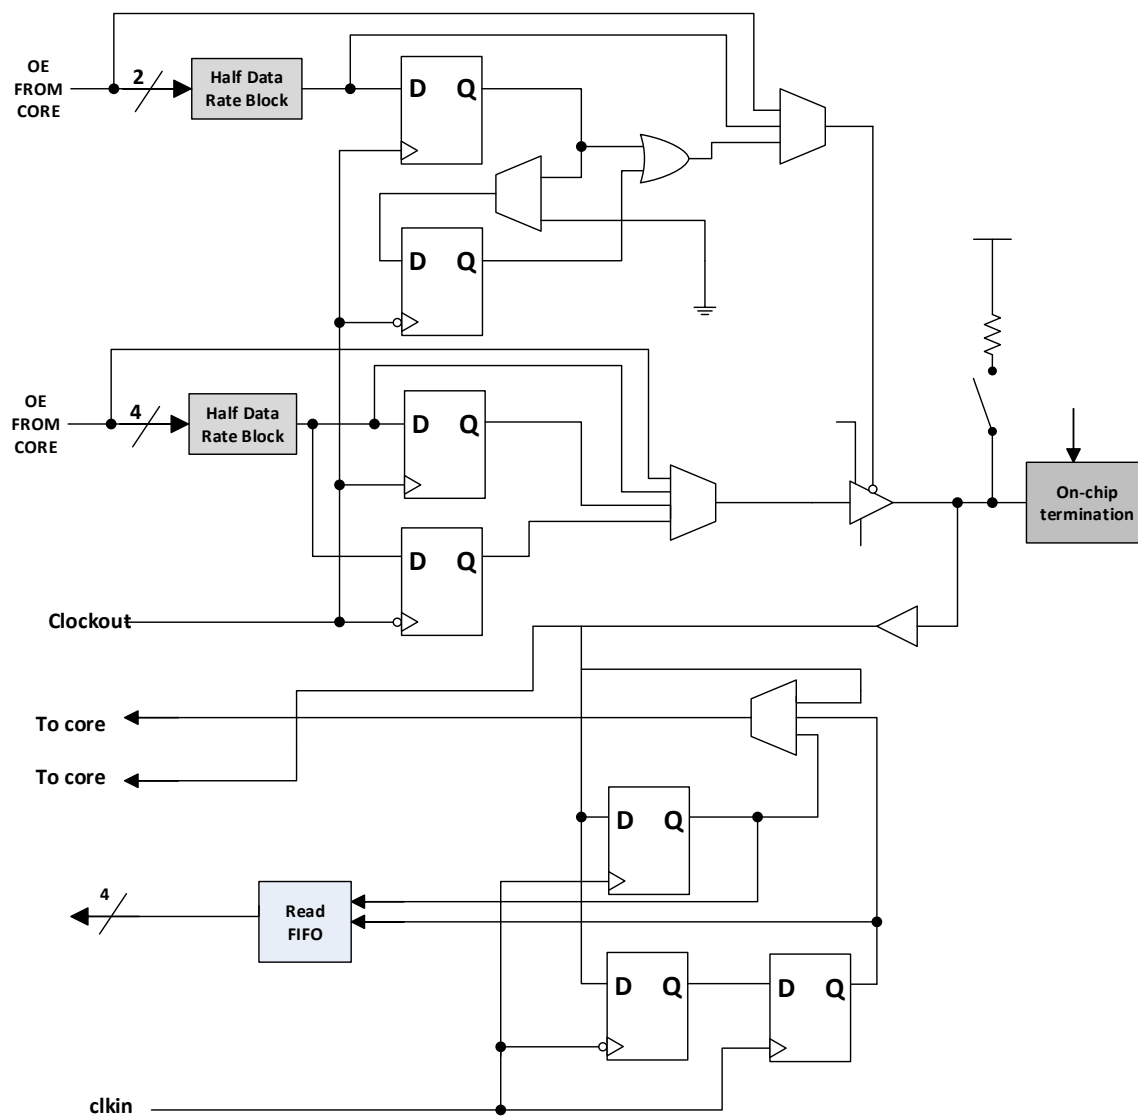 OE
FROM
CORE
2
Half Data
Rate Block
D Q
D Q
OE
FROM
CORE
4
Half Data
Rate Block
D Q
On-chip
termination
D Q
Clockout
To core
To core
D Q
4
Read
FIFO
D Q
D Q
clkin